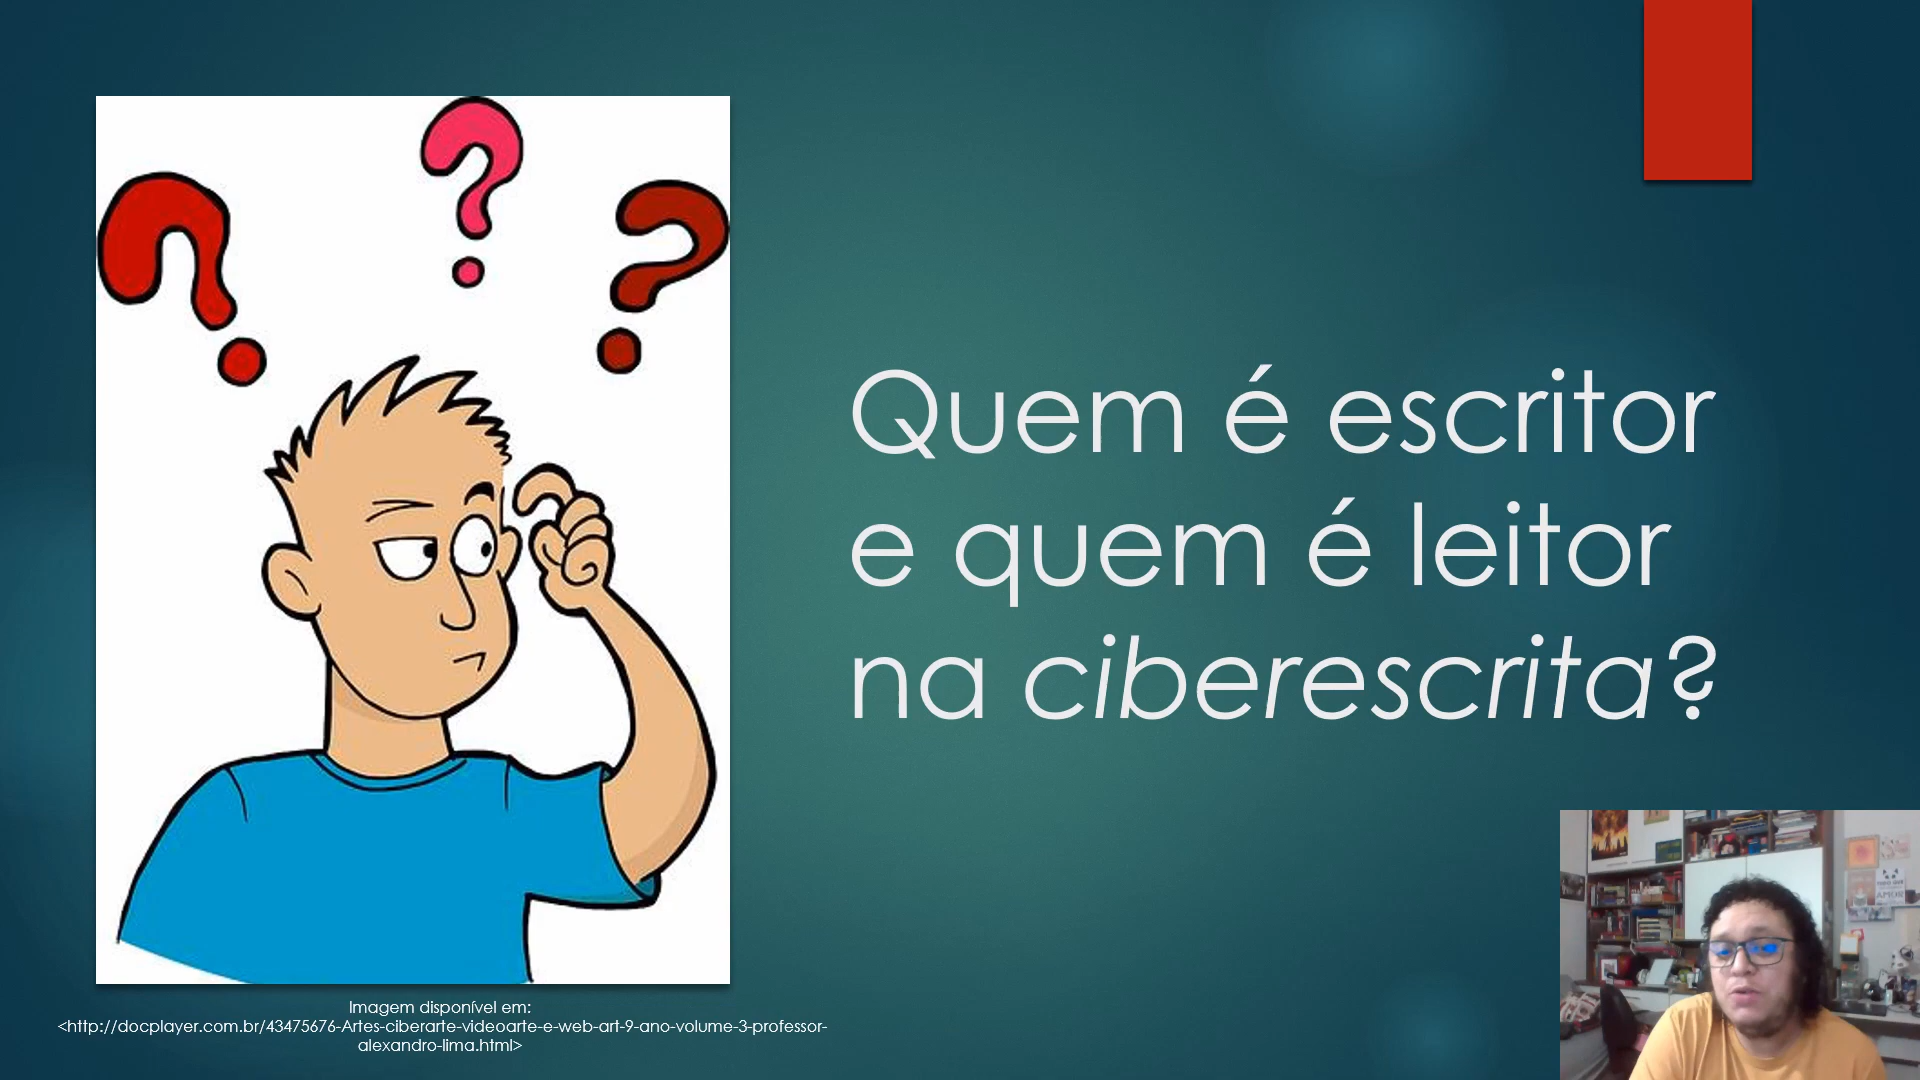 Quem é escritor
e quem é leitor
na ciberescrita?
Imagem disponível em:
<http://docplayer.com.br/43475676-Artes-ciberarte-videoarte-e-web-art-9-ano-volume-3-professor-
alexandro-lima.html>